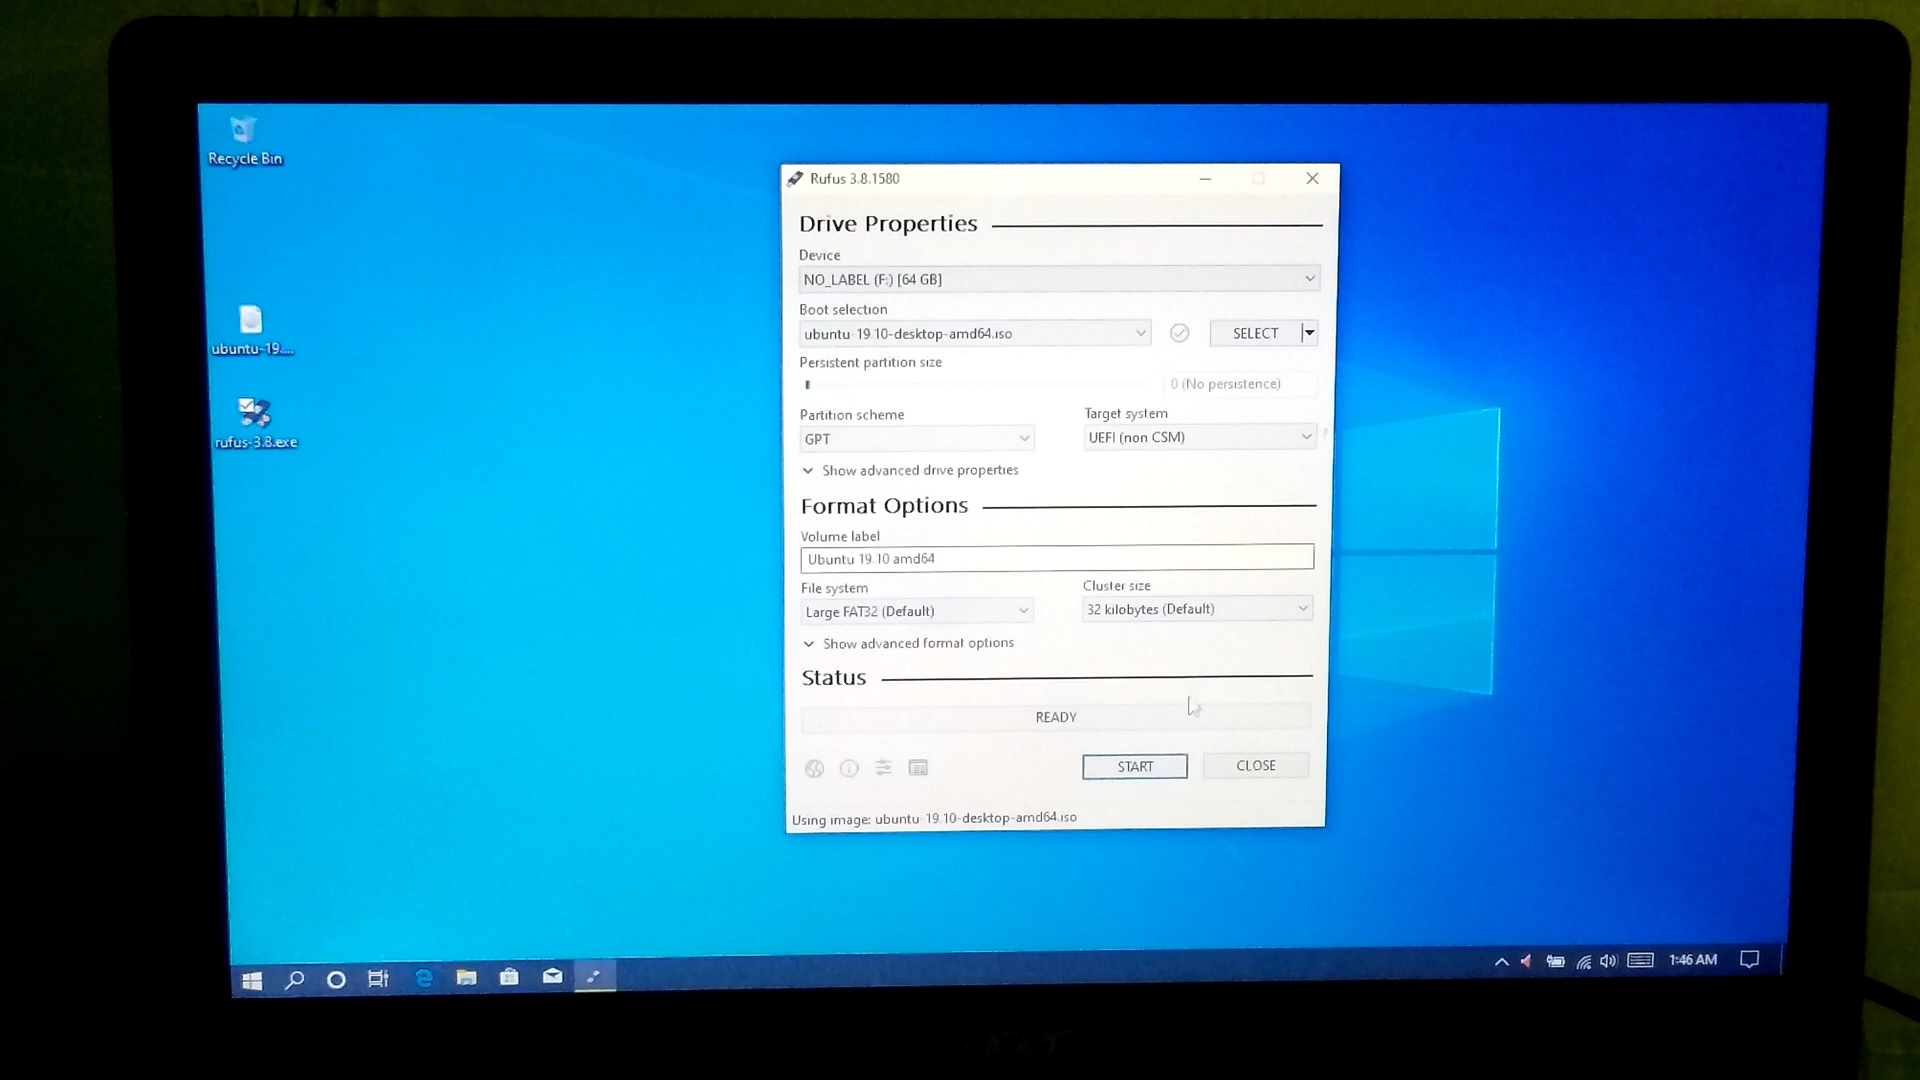 Recycle Bin
ubuntu-19....
rufus-3.8.exe
Rufus 3.8.1580
Drive Properties
Device
NO_LABEL (F:) [64 GB]
Boot selection
ubuntu-19.10-desktop-amd64.iso
SELECT
Persistent partition size
0 (No persistence)
Partition scheme
Target system
GPT
UEFI (non CSM)
?
Show advanced drive properties
Format Options
Volume label
Ubuntu 19.10 amd64
File system
Cluster size
Large FAT32 (Default)
32 kilobytes (Default)
Show advanced format options
Status
READY
START
CLOSE
Using image: ubuntu-19.10-desktop-amd64.iso
1:46 AM
acer